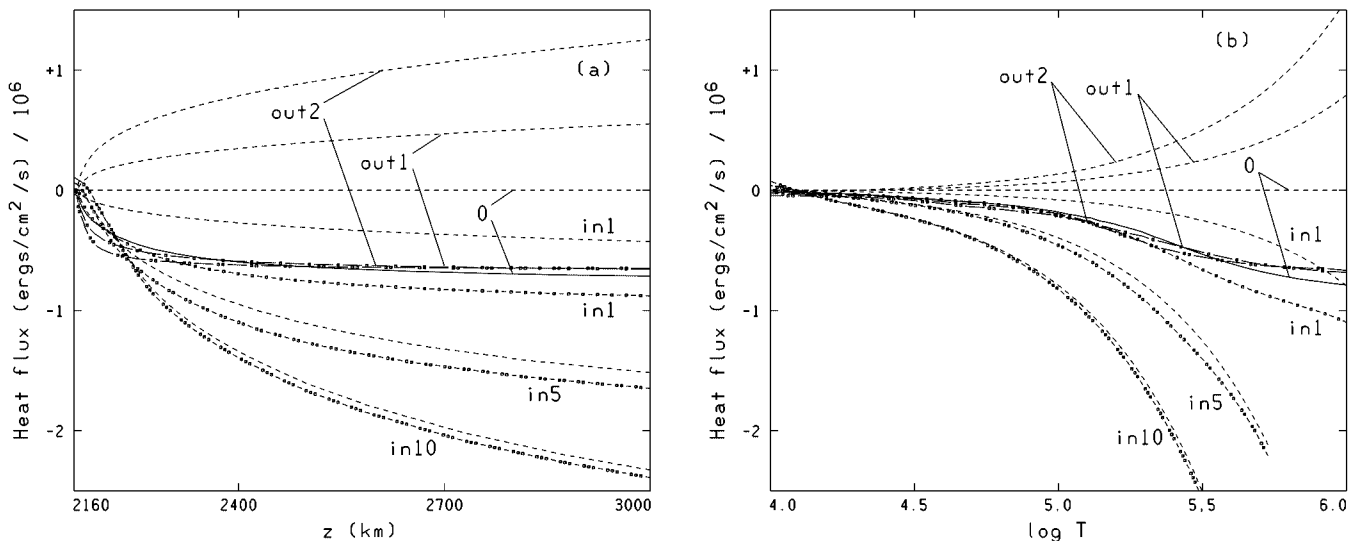 Heat flux (ergs/cm²/s) / 10⁶
+1
0
-1
-2
(a)
out2
out1
0
in1
in1
in5
in10
2160
2400
2700
3000
z (km)
Heat flux (ergs/cm²/s) / 10⁶
+1
0
-1
-2
(b)
out2
out1
0
in1
in1
in5
in10
4.0
4.5
5.0
5.5
6.0
log T